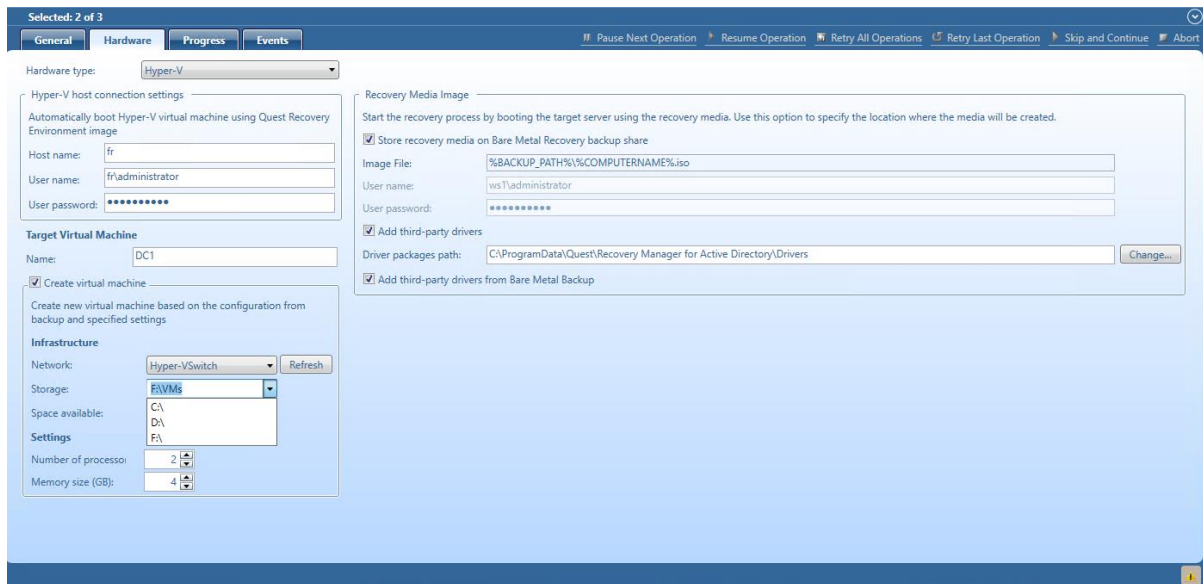 Selected: 2 of 3
General Hardware Progress Events Pause Next Operation Resume Operation Retry All Operations Retry Last Operation Skip and Continue Abort
Hardware type: Hyper-V
Hyper-V host connection settings
Automatically boot Hyper-V virtual machine using Quest Recovery
Environment image
Host name: fr
User name: fr\administrator
User password: ●●●●●●●●●●
Target Virtual Machine
Name: DC1
Create virtual machine
Create new virtual machine based on the configuration from
backup and specified settings
Infrastructure
Network: Hyper-VSwitch Refresh
Storage: F:\VMs
C:\
Space available:
D:\
Settings
F:\
Number of processor 2
Memory size (GB): 4
Recovery Media Image
Start the recovery process by booting the target server using the recovery media. Use this option to specify the location where the media will be created.
Store recovery media on Bare Metal Recovery backup share
Image File: %BACKUP_PATH%\%COMPUTERNAME%.iso
User name: ws1\administrator
User password: ●●●●●●●●●●
Add third-party drivers
Driver packages path: C:\ProgramData\Quest\Recovery Manager for Active Directory\Drivers Change...
Add third-party drivers from Bare Metal Backup